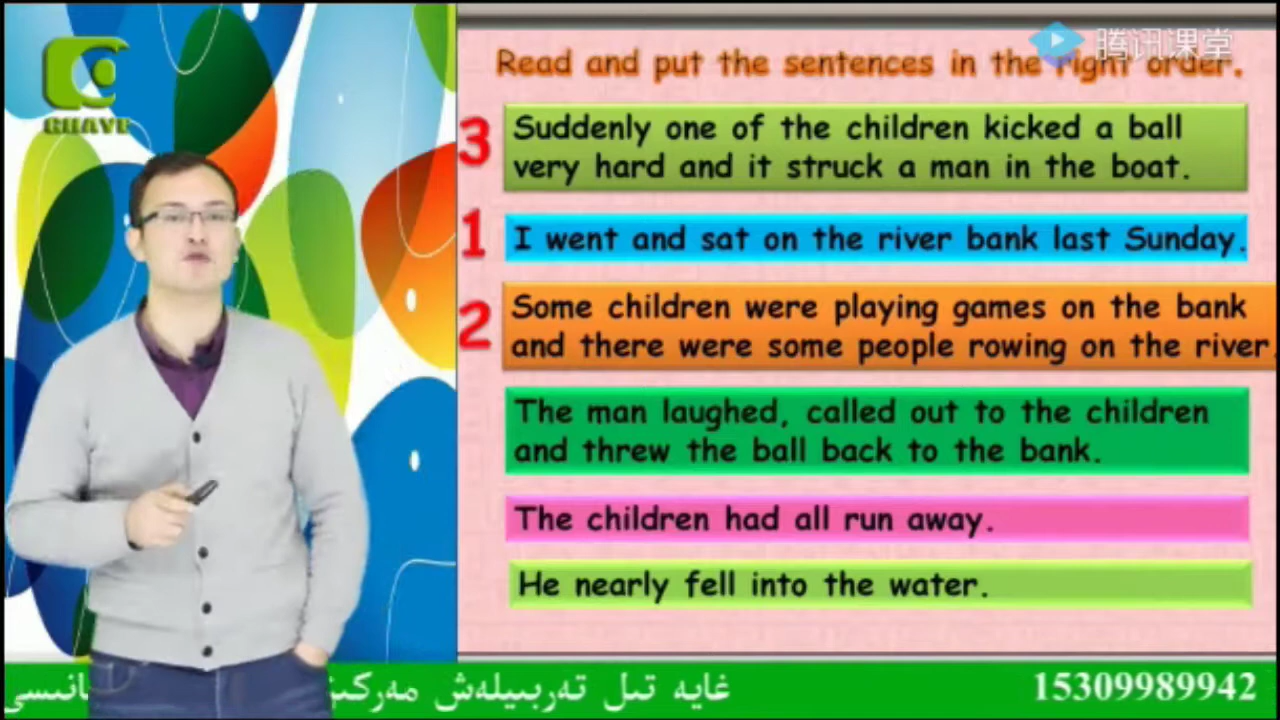 GHAYE
腾讯课堂
Read and put the sentences in the right order.
3
Suddenly one of the children kicked a ball
very hard and it struck a man in the boat.
1
I went and sat on the river bank last Sunday.
2
Some children were playing games on the bank
and there were some people rowing on the river
The man laughed, called out to the children
and threw the ball back to the bank.
The children had all run away.
He nearly fell into the water.
غايە تىل تەربىيلەش
15309989942